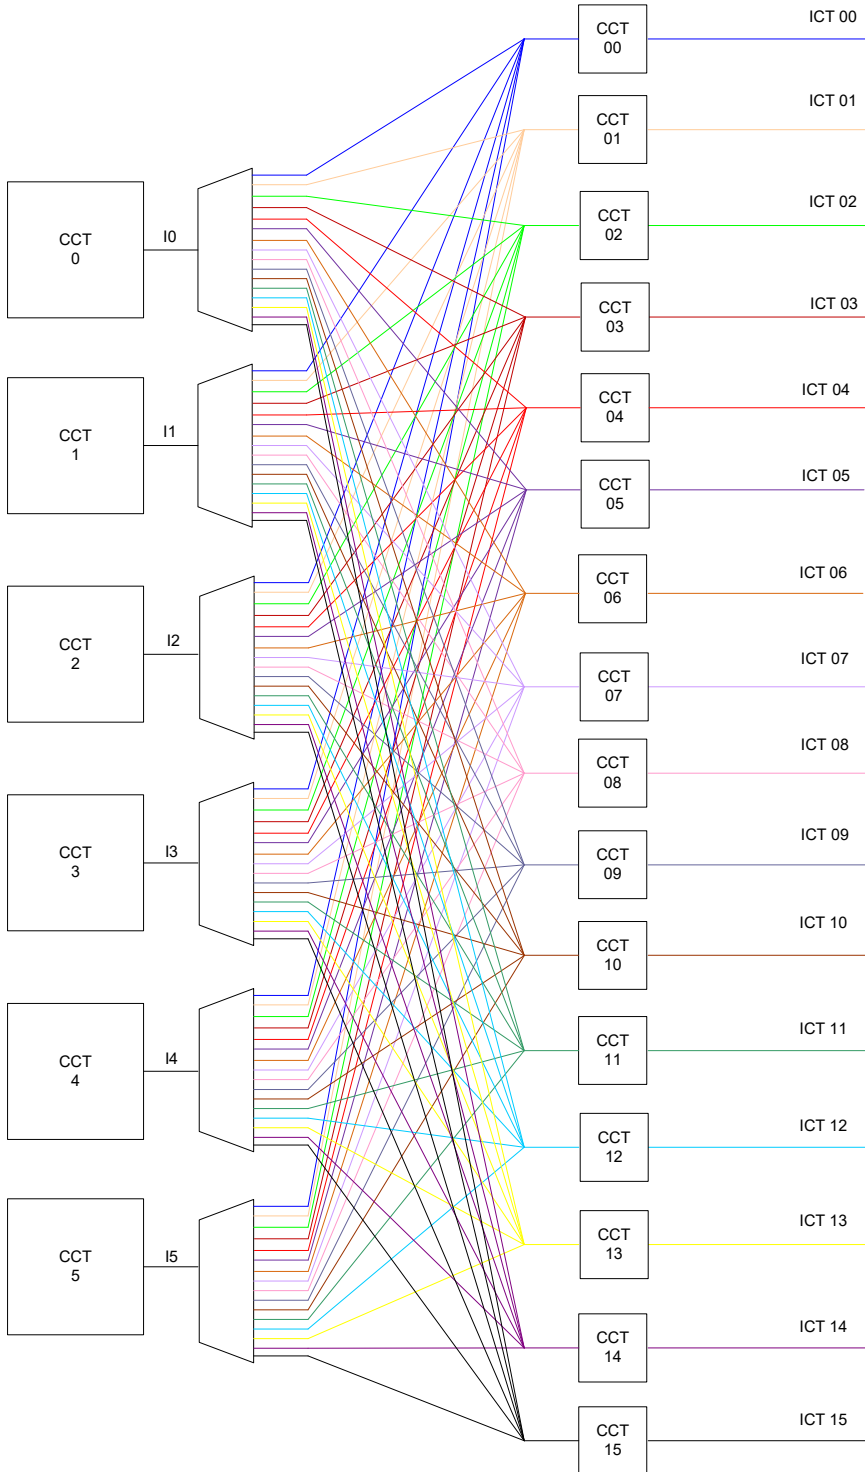 ICT 00
CCT
00
ICT 01
CCT
01
ICT 02
CCT
02
CCT
0
I0
ICT 03
CCT
03
ICT 04
CCT
04
CCT
1
I1
ICT 05
CCT
05
ICT 06
CCT
06
CCT
2
I2
ICT 07
CCT
07
ICT 08
CCT
08
CCT
3
I3
ICT 09
CCT
09
ICT 10
CCT
10
ICT 11
CCT
11
CCT
4
I4
ICT 12
CCT
12
ICT 13
CCT
13
CCT
5
I5
ICT 14
CCT
14
ICT 15
CCT
15